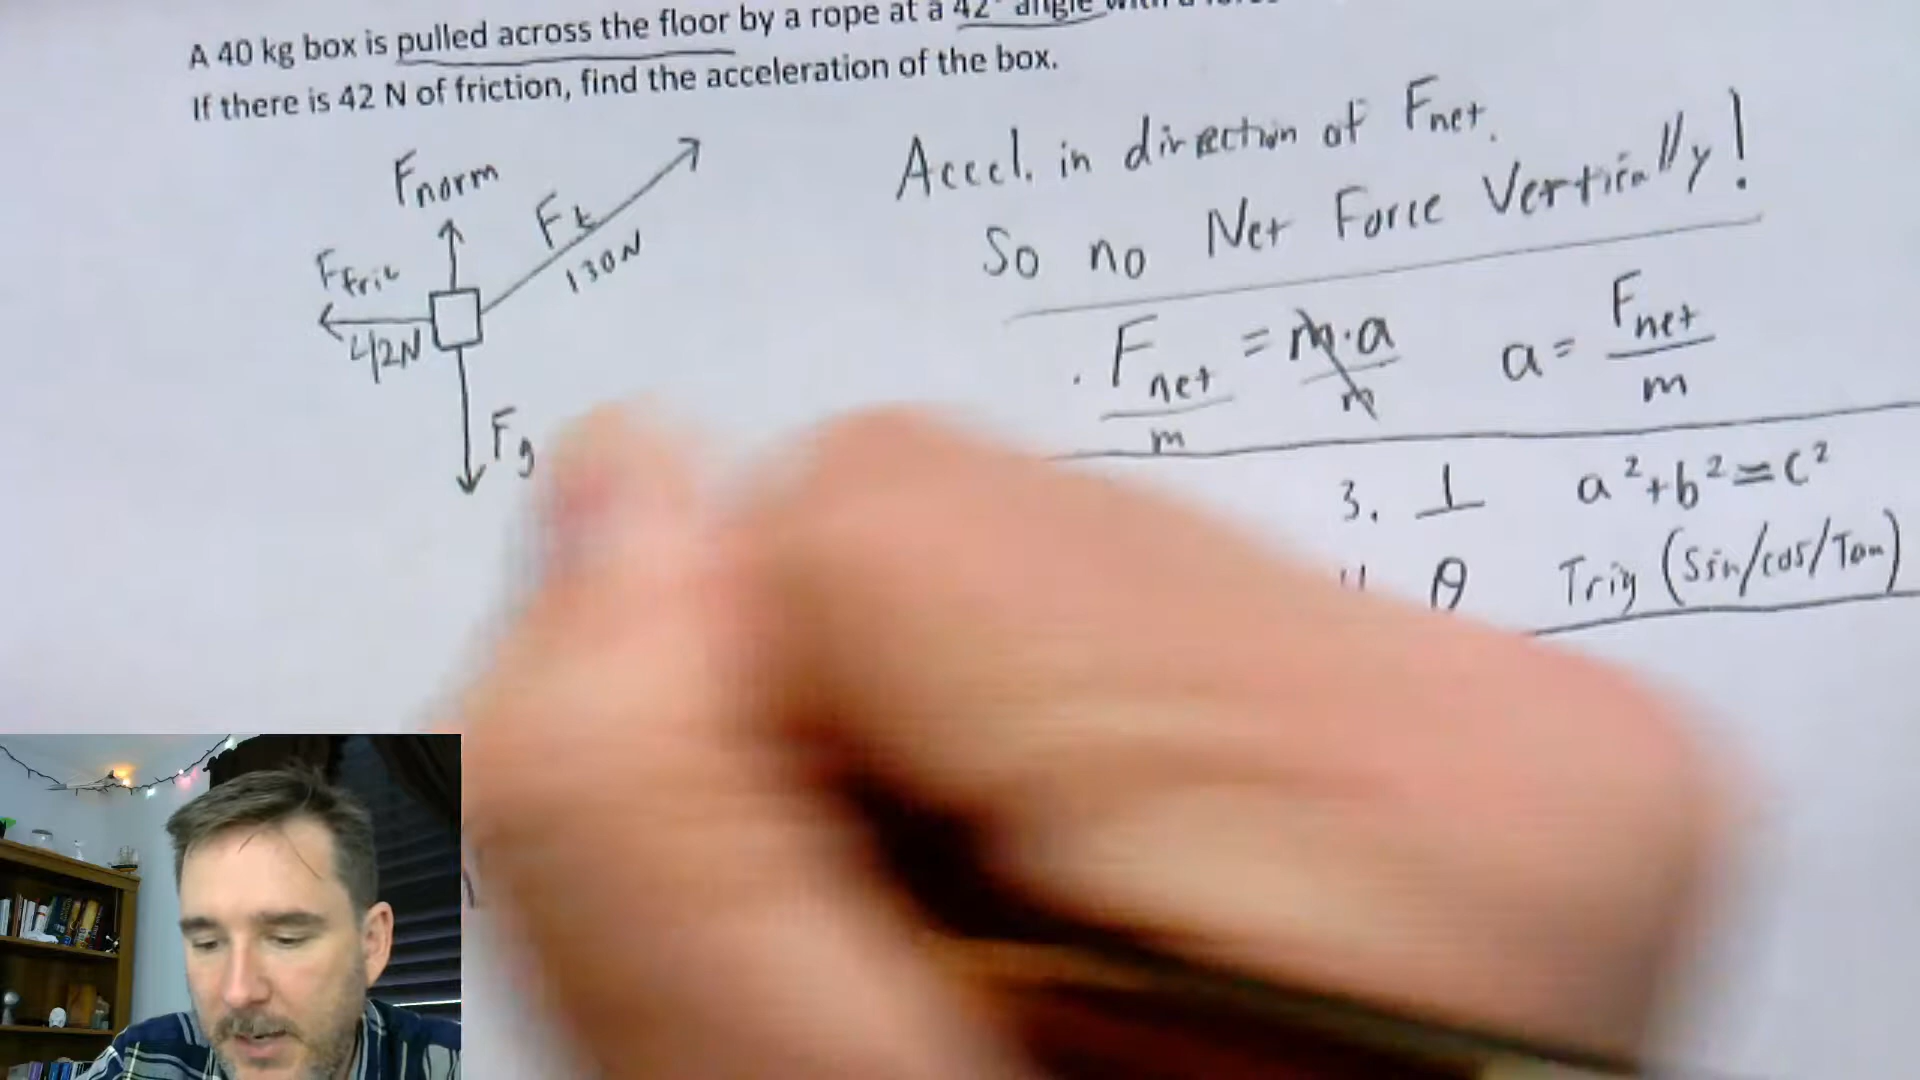 A 40 kg box is pulled across the floor by a rope at a 42° angle with a force
If there is 42 N of friction, find the acceleration of the box.
Fnorm
Ft
130N
Ffric
42N
Fg
Accel. in direction of Fnet.
So no Net Force Vertically!
Fnet/m = m·a/m
a = Fnet/m
3. ⊥ a²+b²=c²
θ Trig (Sin/cos/Tan)